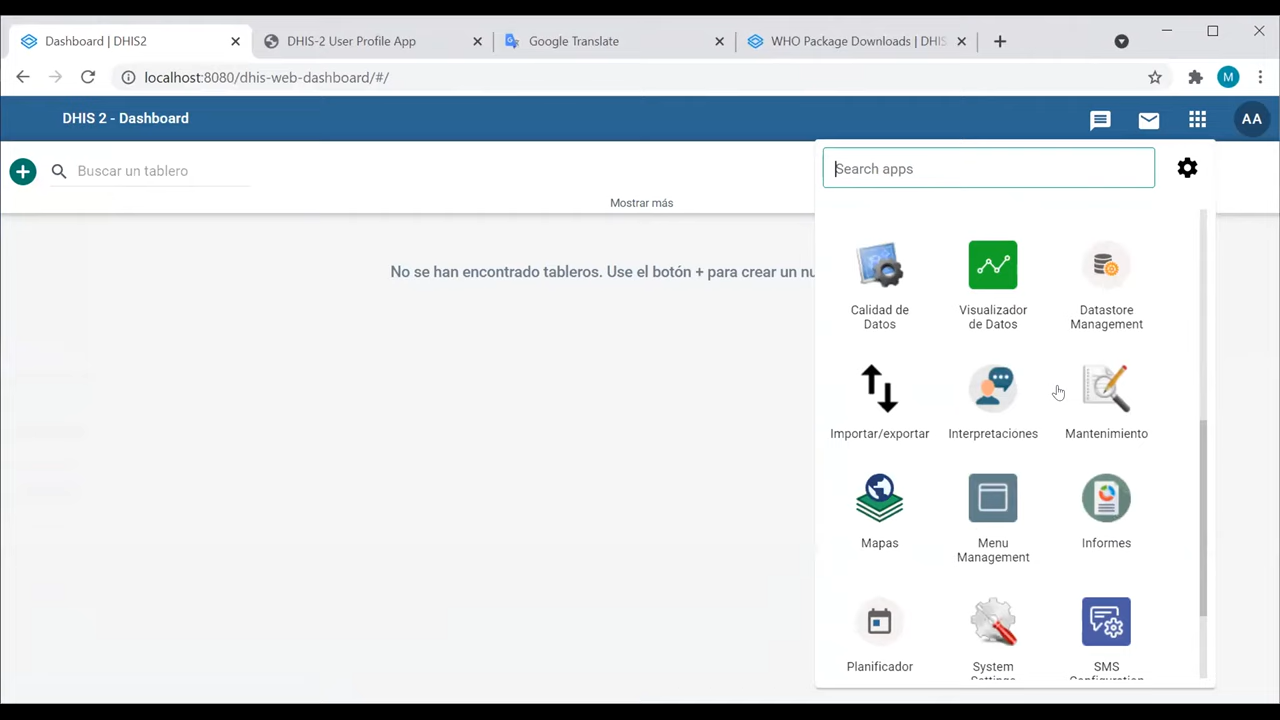 Dashboard | DHIS2
DHIS-2 User Profile App
Google Translate
WHO Package Downloads | DHIS
localhost:8080/dhis-web-dashboard/#/
M
DHIS 2 - Dashboard
AA
Buscar un tablero
Search apps
Mostrar más
No se han encontrado tableros. Use el botón + para crear un nu
Calidad de
Datos
Visualizador
de Datos
Datastore
Management
Importar/exportar
Interpretaciones
Mantenimiento
Mapas
Menu
Management
Informes
Planificador
System
Settings
SMS
Configuration